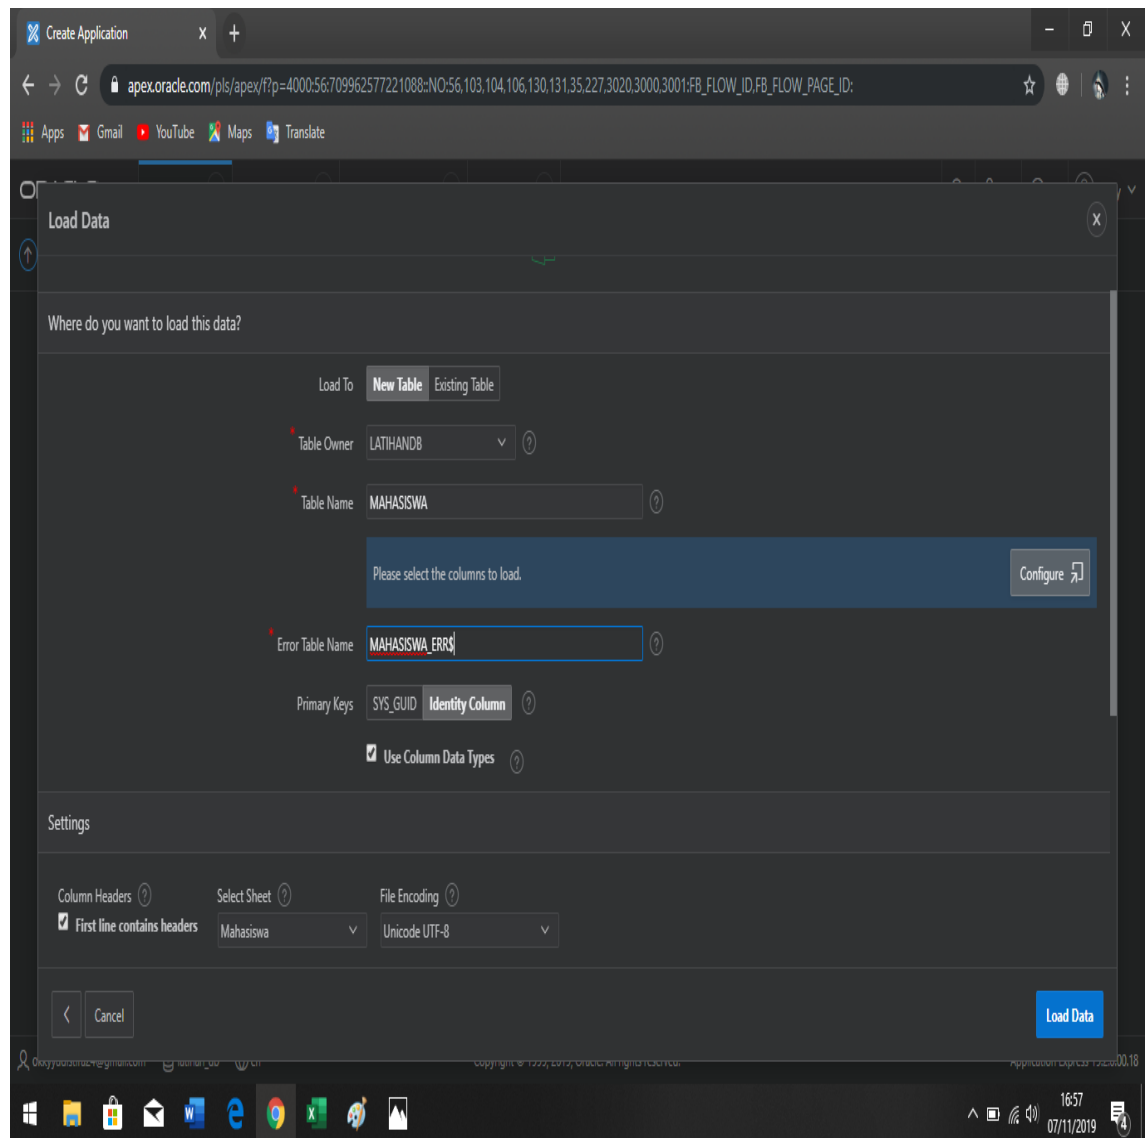 Create Application
apex.oracle.com/pls/apex/f?p=4000:56:709962577221088::NO:56,103,104,106,130,131,35,227,3020,3000,3001:FB_FLOW_ID,FB_FLOW_PAGE_ID:
Apps Gmail YouTube Maps Translate
Load Data
Where do you want to load this data?
Load To New Table Existing Table
Table Owner LATIHANDB
Table Name MAHASISWA
Please select the columns to load. Configure
Error Table Name MAHASISWA_ERR$
Primary Keys SYS_GUID Identity Column
Use Column Data Types
Settings
Column Headers Select Sheet File Encoding
First line contains headers Mahasiswa Unicode UTF-8
Cancel Load Data
16:57
07/11/2019
4